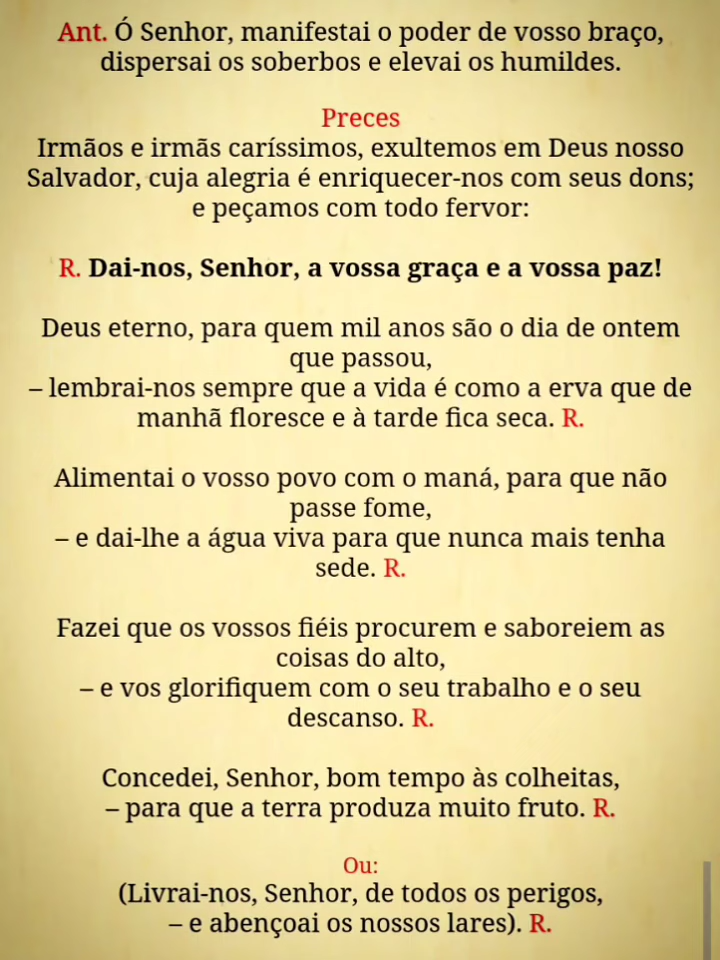 Ant. Ó Senhor, manifestai o poder de vosso braço,
dispersai os soberbos e elevai os humildes.
Preces
Irmãos e irmãs caríssimos, exultemos em Deus nosso
Salvador, cuja alegria é enriquecer-nos com seus dons;
e peçamos com todo fervor:
R. Dai-nos, Senhor, a vossa graça e a vossa paz!
Deus eterno, para quem mil anos são o dia de ontem
que passou,
– lembrai-nos sempre que a vida é como a erva que de
manhã floresce e à tarde fica seca. R.
Alimentai o vosso povo com o maná, para que não
passe fome,
– e dai-lhe a água viva para que nunca mais tenha
sede. R.
Fazei que os vossos fiéis procurem e saboreiem as
coisas do alto,
– e vos glorifiquem com o seu trabalho e o seu
descanso. R.
Concedei, Senhor, bom tempo às colheitas,
– para que a terra produza muito fruto. R.
Ou:
(Livrai-nos, Senhor, de todos os perigos,
– e abençoai os nossos lares). R.